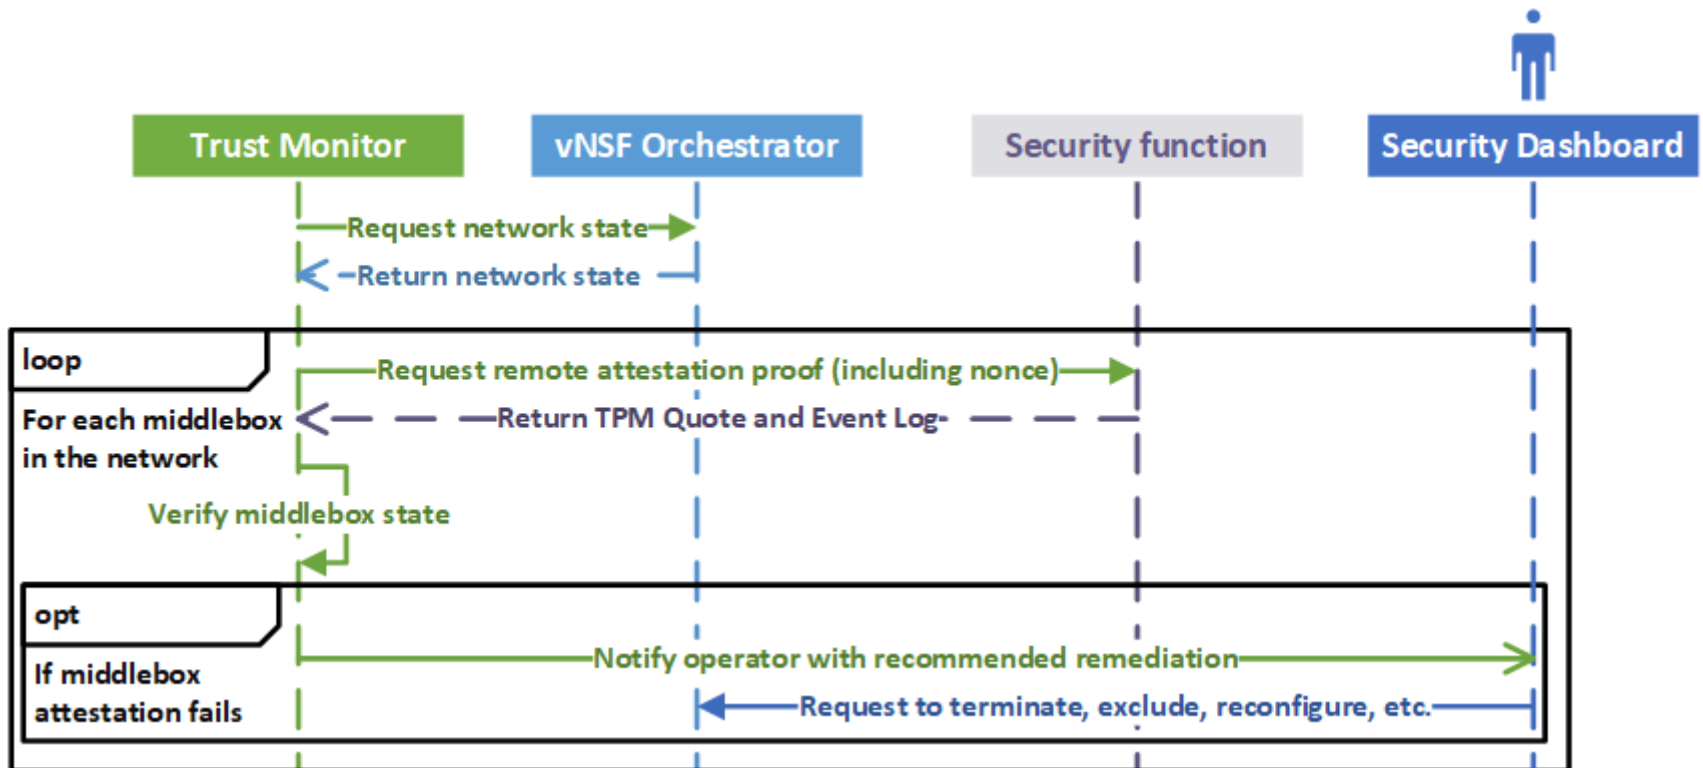 Trust Monitor
vNSF Orchestrator
Security function
Security Dashboard
Request network state
Return network state
loop
Request remote attestation proof (including nonce)
For each middlebox
in the network
Return TPM Quote and Event Log
Verify middlebox state
opt
If middlebox
attestation fails
Notify operator with recommended remediation
Request to terminate, exclude, reconfigure, etc.